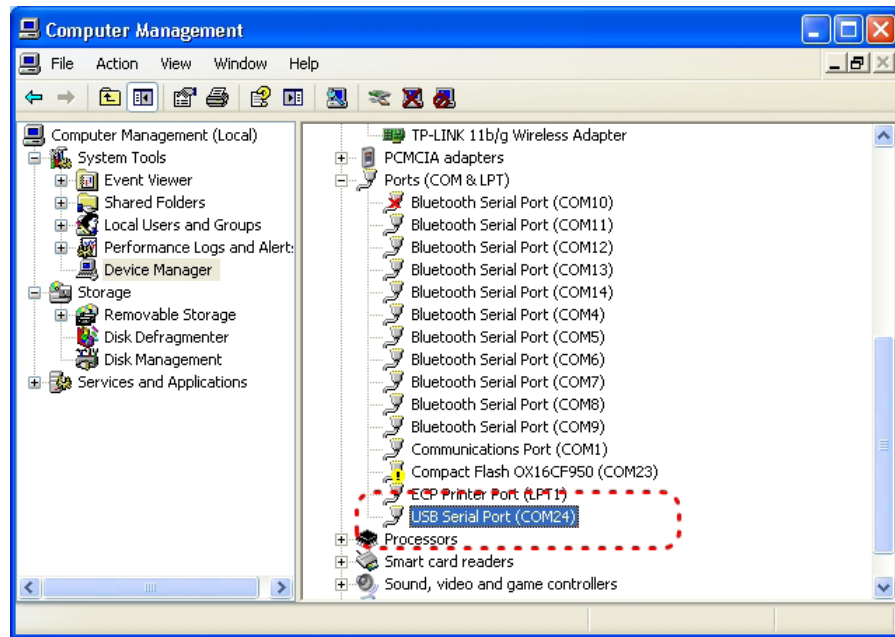 Computer Management
File Action View Window Help
Computer Management (Local)
System Tools
Event Viewer
Shared Folders
Local Users and Groups
Performance Logs and Alert
Device Manager
Storage
Removable Storage
Disk Defragmenter
Disk Management
Services and Applications
TP-LINK 11b/g Wireless Adapter
PCMCIA adapters
Ports (COM & LPT)
Bluetooth Serial Port (COM10)
Bluetooth Serial Port (COM11)
Bluetooth Serial Port (COM12)
Bluetooth Serial Port (COM13)
Bluetooth Serial Port (COM14)
Bluetooth Serial Port (COM4)
Bluetooth Serial Port (COM5)
Bluetooth Serial Port (COM6)
Bluetooth Serial Port (COM7)
Bluetooth Serial Port (COM8)
Bluetooth Serial Port (COM9)
Communications Port (COM1)
Compact Flash OX16CF950 (COM23)
ECP Printer Port (LPT1)
USB Serial Port (COM24)
Processors
Smart card readers
Sound, video and game controllers